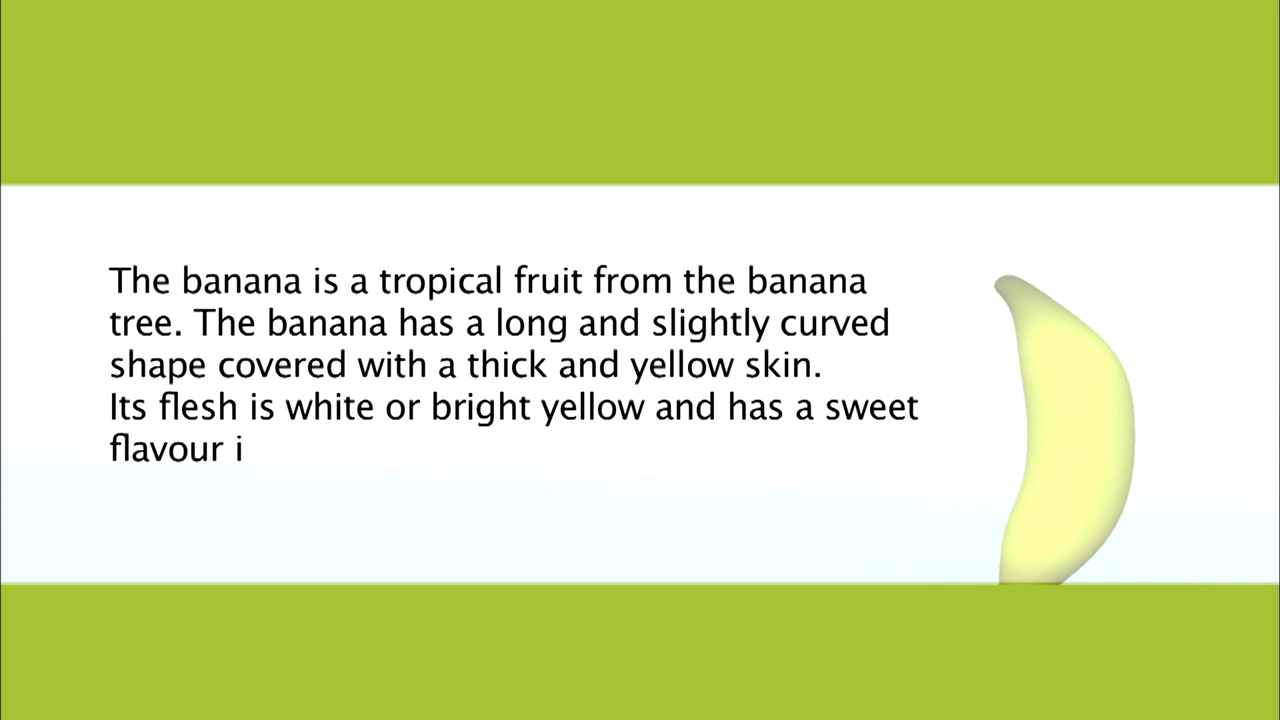 The banana is a tropical fruit from the banana
tree. The banana has a long and slightly curved
shape covered with a thick and yellow skin.
Its flesh is white or bright yellow and has a sweet
flavour i